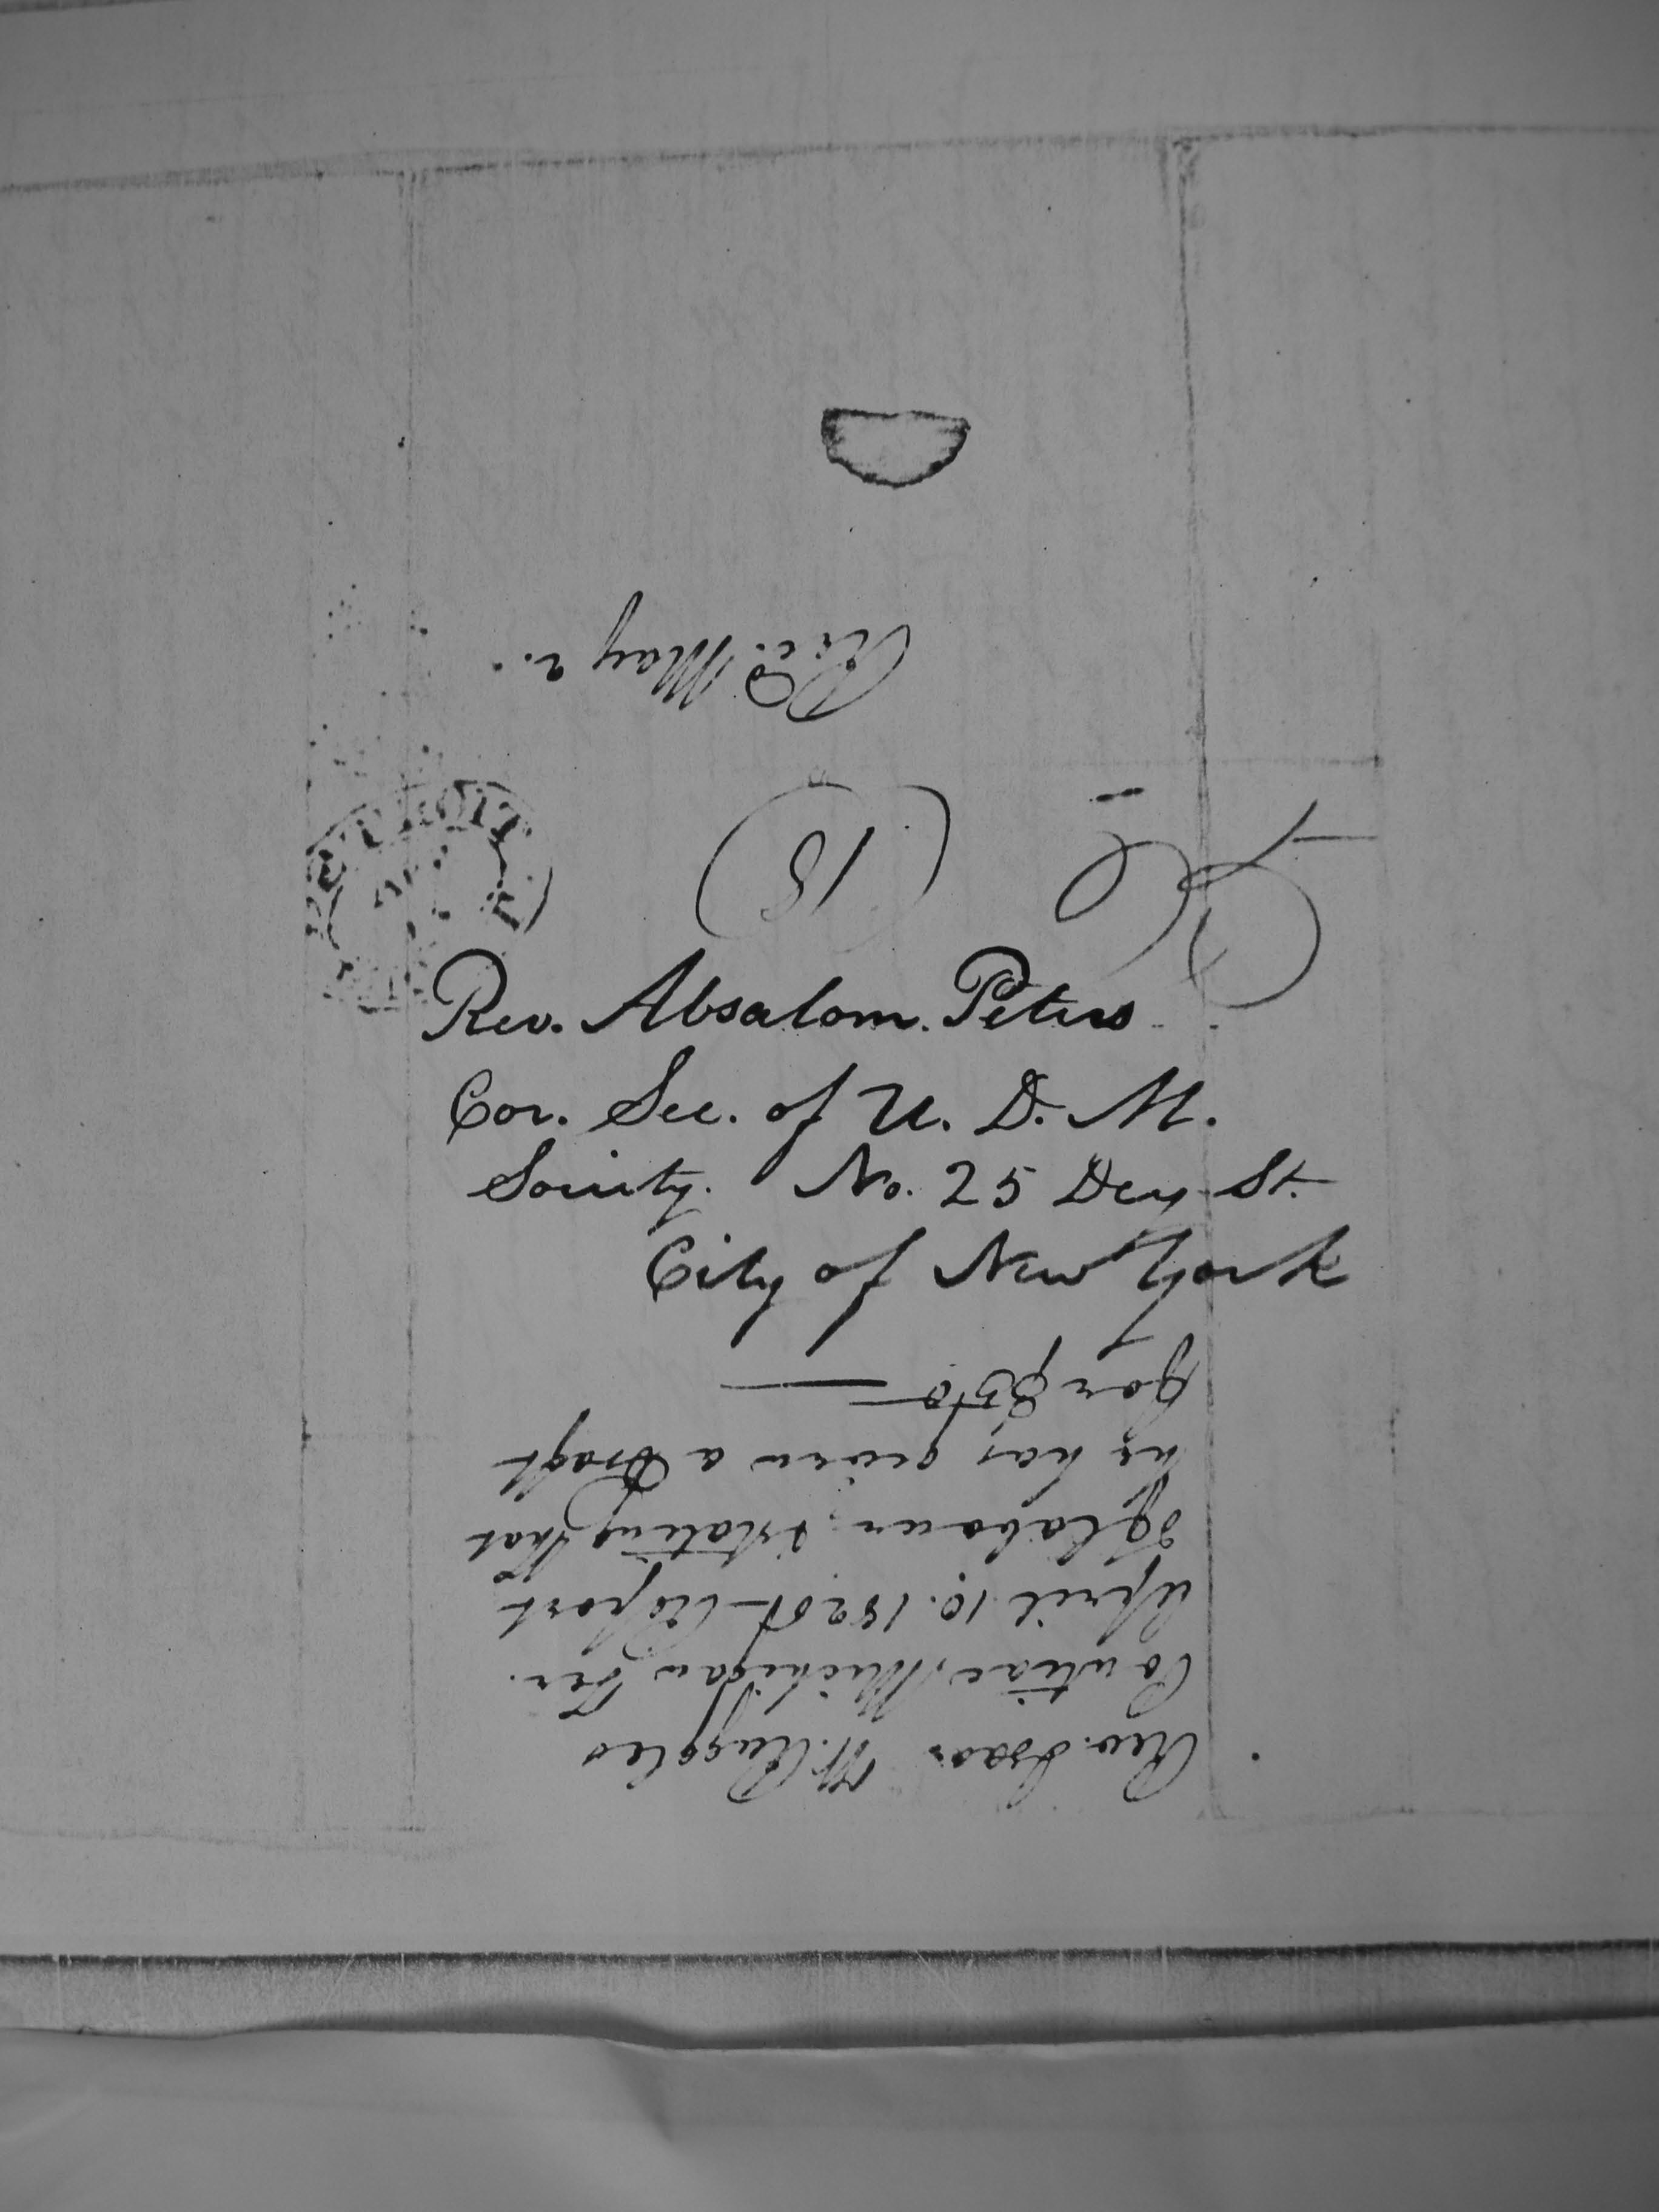 Recd. May 2.
DETROIT
(18)
25
Rev. Absalom. Peters
Cor. Sec. of U. D. M.
Society. No. 25 Dey St.
City of New York
Rev. Isaac W. Ruggles
Pontiac, Michigan Ter.
April 10. 1826 Report
of labour; stating that
he has given a Draft
for $50